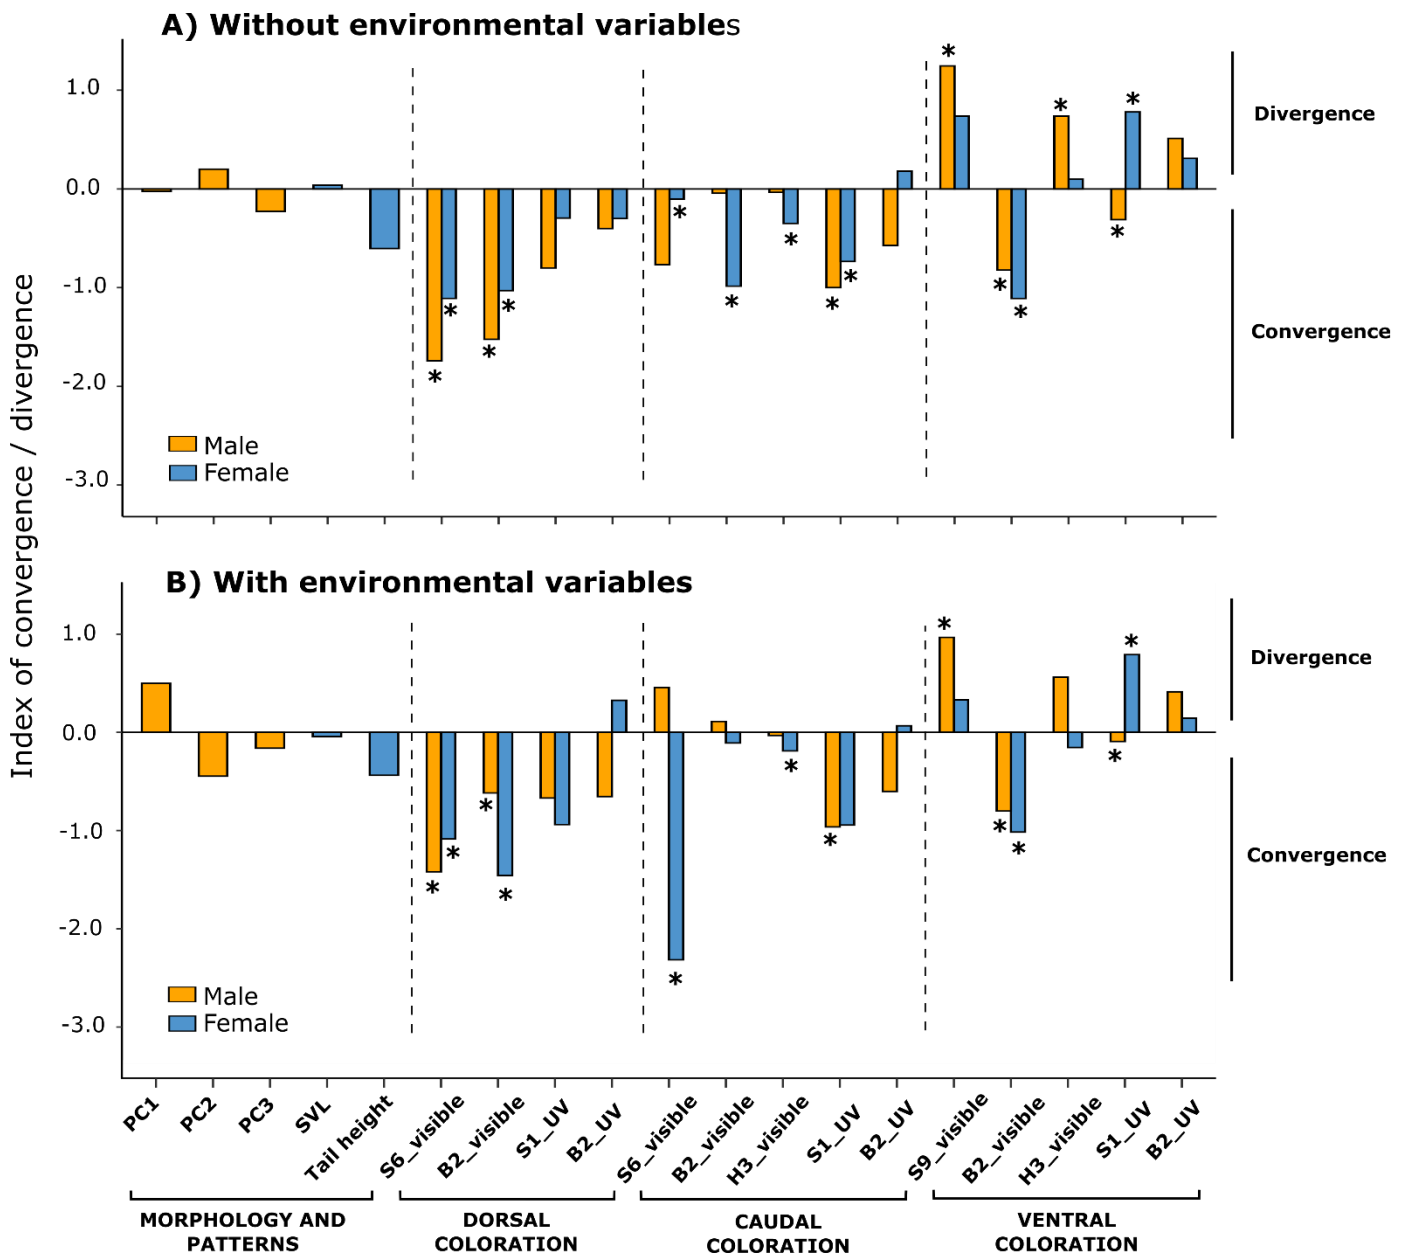 A) Without environmental variables
1.0
0.0
-1.0
-2.0
-3.0
Divergence
Convergence
* * * * * * * * * * * * * * * *
Male
Female
Index of convergence / divergence
B) With environmental variables
1.0
0.0
-1.0
-2.0
-3.0
Divergence
Convergence
* * * * * * * * * * * *
Male
Female
PC1
PC2
PC3
SVL
Tail height
S6_visible
B2_visible
S1_UV
B2_UV
S6_visible
B2_visible
H3_visible
S1_UV
B2_UV
S9_visible
B2_visible
H3_visible
S1_UV
B2_UV
MORPHOLOGY AND
PATTERNS
DORSAL
COLORATION
CAUDAL
COLORATION
VENTRAL
COLORATION